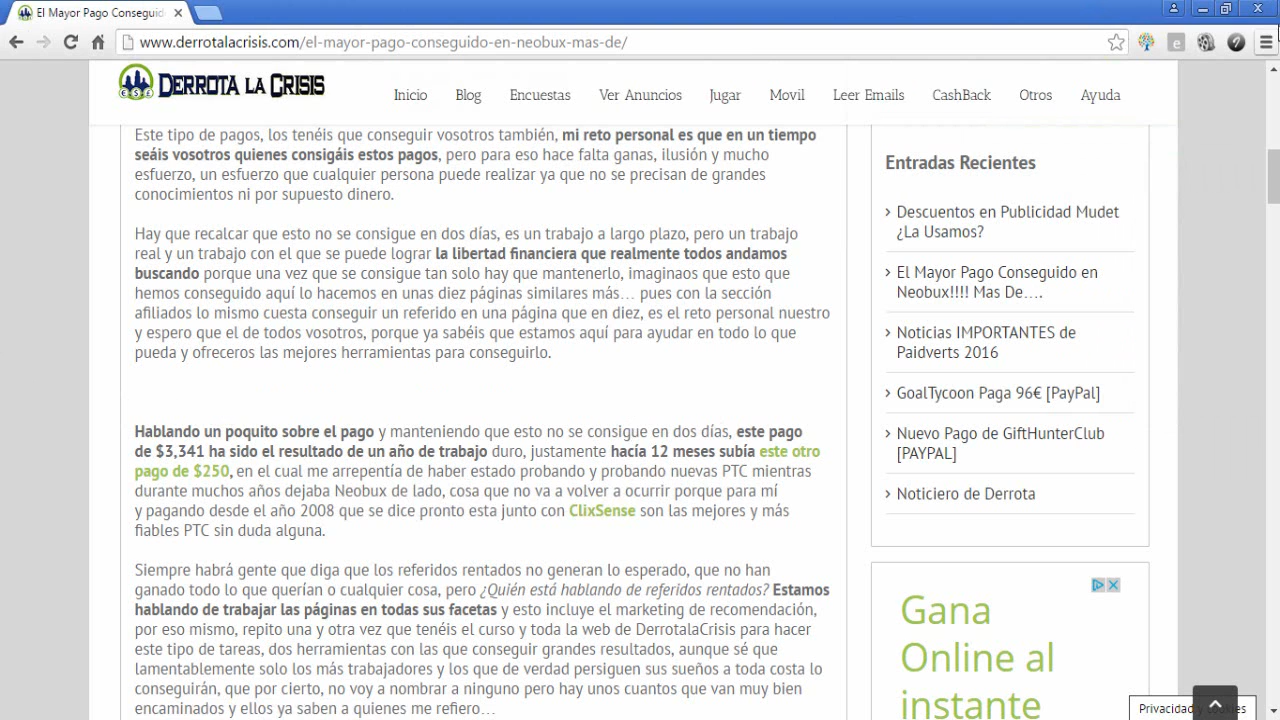 El Mayor Pago Conseguid
www.derrotalacrisis.com/el-mayor-pago-conseguido-en-neobux-mas-de/
DERROTA LA CRISIS
Inicio Blog Encuestas Ver Anuncios Jugar Movil Leer Emails CashBack Otros Ayuda
Este tipo de pagos, los tenéis que conseguir vosotros también, mi reto personal es que en un tiempo
seáis vosotros quienes consigáis estos pagos, pero para eso hace falta ganas, ilusión y mucho
esfuerzo, un esfuerzo que cualquier persona puede realizar ya que no se precisan de grandes
conocimientos ni por supuesto dinero.
Hay que recalcar que esto no se consigue en dos días, es un trabajo a largo plazo, pero un trabajo
real y un trabajo con el que se puede lograr la libertad financiera que realmente todos andamos
buscando porque una vez que se consigue tan solo hay que mantenerlo, imaginaos que esto que
hemos conseguido aquí lo hacemos en unas diez páginas similares más… pues con la sección
afiliados lo mismo cuesta conseguir un referido en una página que en diez, es el reto personal nuestro
y espero que el de todos vosotros, porque ya sabéis que estamos aquí para ayudar en todo lo que
pueda y ofreceros las mejores herramientas para conseguirlo.
Hablando un poquito sobre el pago y manteniendo que esto no se consigue en dos días, este pago
de $3,341 ha sido el resultado de un año de trabajo duro, justamente hacía 12 meses subía este otro
pago de $250, en el cual me arrepentía de haber estado probando y probando nuevas PTC mientras
durante muchos años dejaba Neobux de lado, cosa que no va a volver a ocurrir porque para mí
y pagando desde el año 2008 que se dice pronto esta junto con ClixSense son las mejores y más
fiables PTC sin duda alguna.
Siempre habrá gente que diga que los referidos rentados no generan lo esperado, que no han
ganado todo lo que querían o cualquier cosa, pero ¿Quién está hablando de referidos rentados? Estamos
hablando de trabajar las páginas en todas sus facetas y esto incluye el marketing de recomendación,
por eso mismo, repito una y otra vez que tenéis el curso y toda la web de DerrotalaCrisis para hacer
este tipo de tareas, dos herramientas con las que conseguir grandes resultados, aunque sé que
lamentablemente solo los más trabajadores y los que de verdad persiguen sus sueños a toda costa lo
conseguirán, que por cierto, no voy a nombrar a ninguno pero hay unos cuantos que van muy bien
encaminados y ellos ya saben a quienes me refiero…
Entradas Recientes
Descuentos en Publicidad Mudet
¿La Usamos?
El Mayor Pago Conseguido en
Neobux!!!! Mas De….
Noticias IMPORTANTES de
Paidverts 2016
GoalTycoon Paga 96€ [PayPal]
Nuevo Pago de GiftHunterClub
[PAYPAL]
Noticiero de Derrota
Gana
Online al
instante
Privacidad y cookies